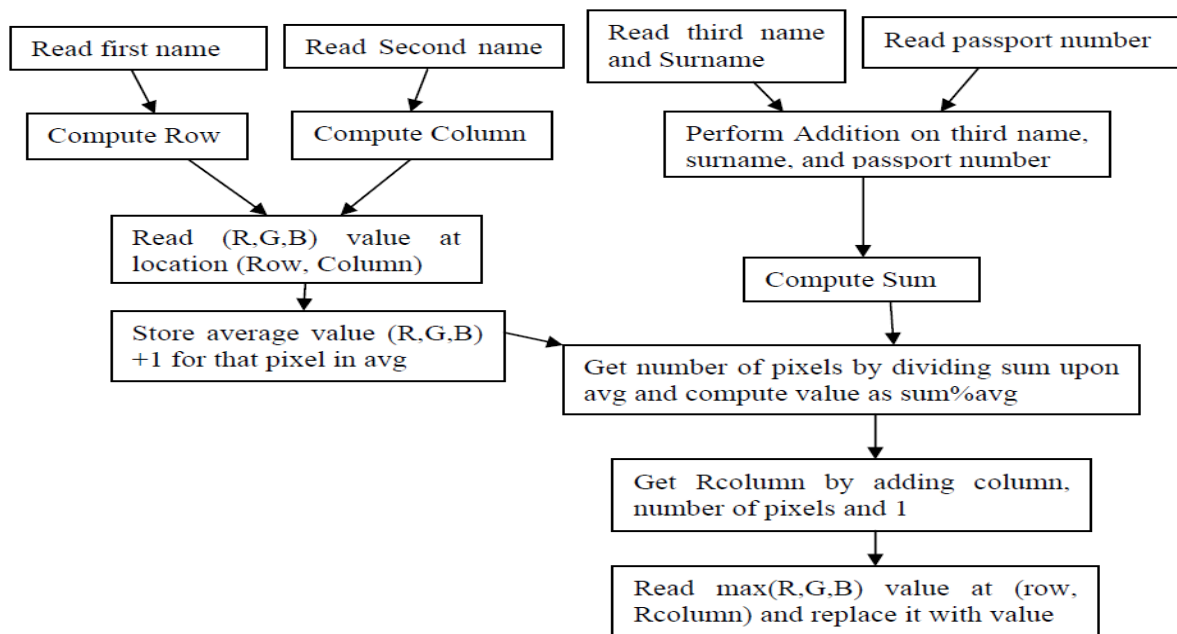 Read first name
Read Second name
Read third name
and Surname
Read passport number
Compute Row
Compute Column
Perform Addition on third name,
surname, and passport number
Read (R,G,B) value at
location (Row, Column)
Compute Sum
Store average value (R,G,B)
+1 for that pixel in avg
Get number of pixels by dividing sum upon
avg and compute value as sum%avg
Get Rcolumn by adding column,
number of pixels and 1
Read max(R,G,B) value at (row,
Rcolumn) and replace it with value